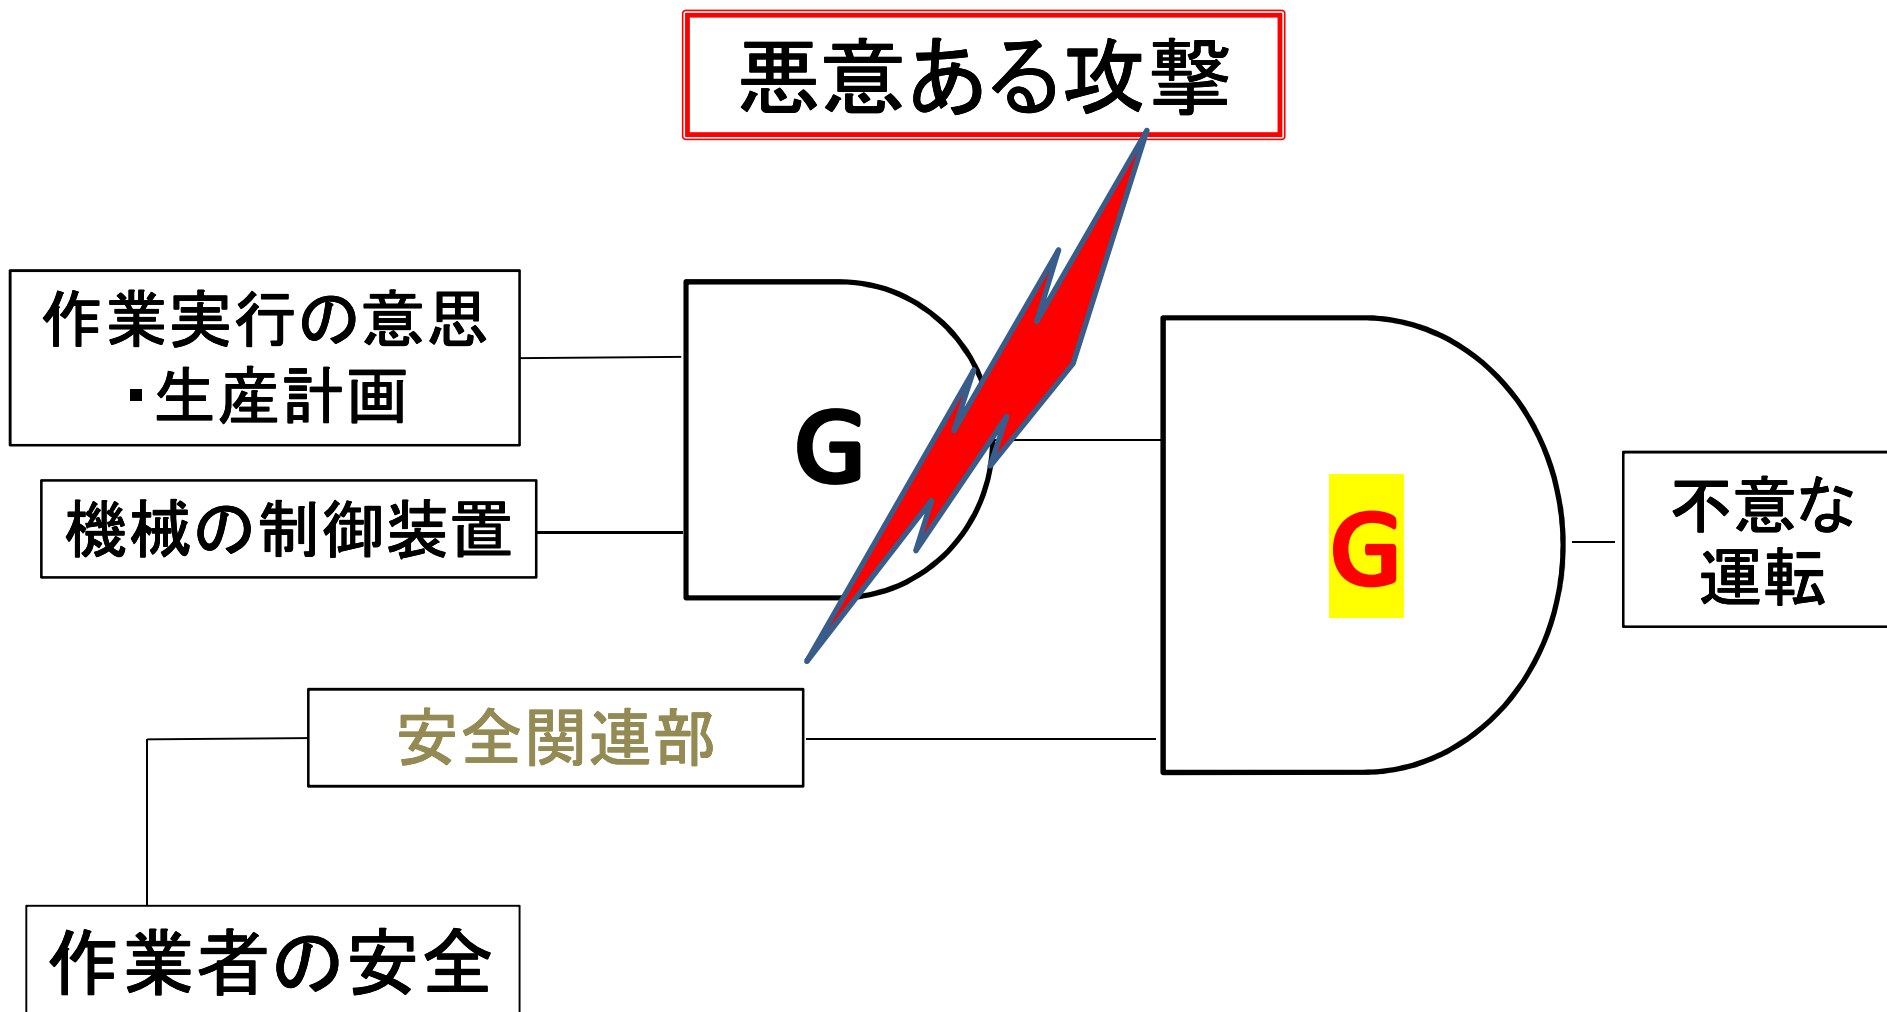 悪意ある攻撃
作業実行の意思
・生産計画
機械の制御装置
G
G
不意な
運転
安全関連部
作業者の安全